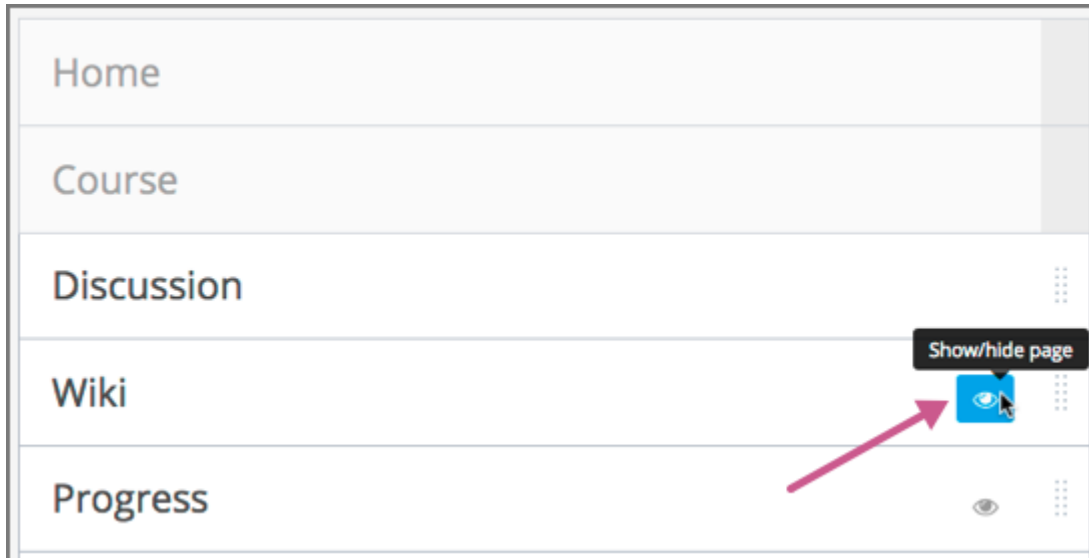 Home
Course
Discussion
Show/hide page
Wiki
Progress